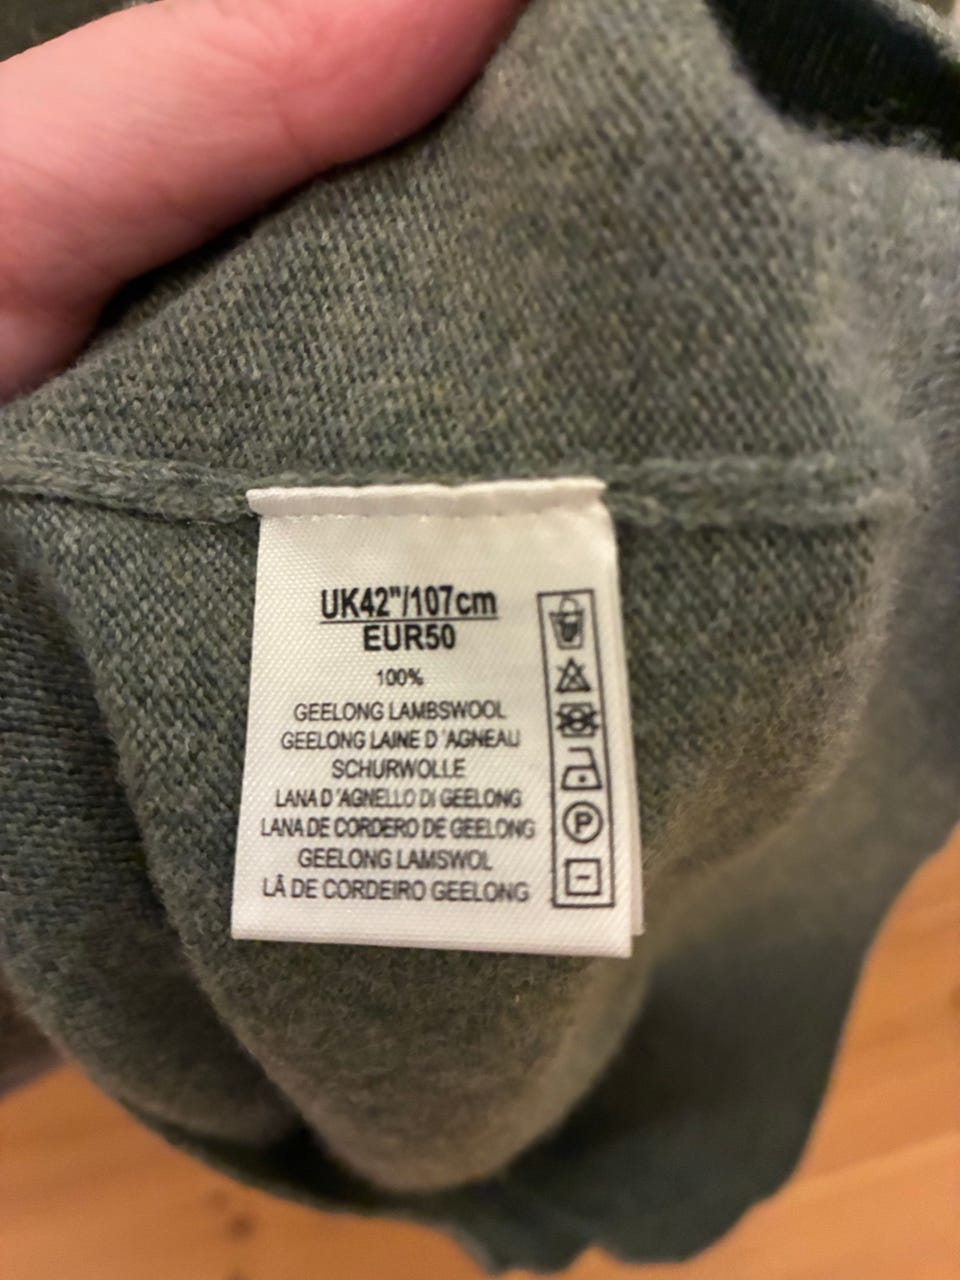 UK42"/107cm
EUR50
100%
GEELONG LAMBSWOOL
GEELONG LAINE D'AGNEAU
SCHURWOLLE
LANA D'AGNELLO DI GEELONG
LANA DE CORDERO DE GEELONG
GEELONG LAMSWOL
LÂ DE CORDEIRO GEELONG
P